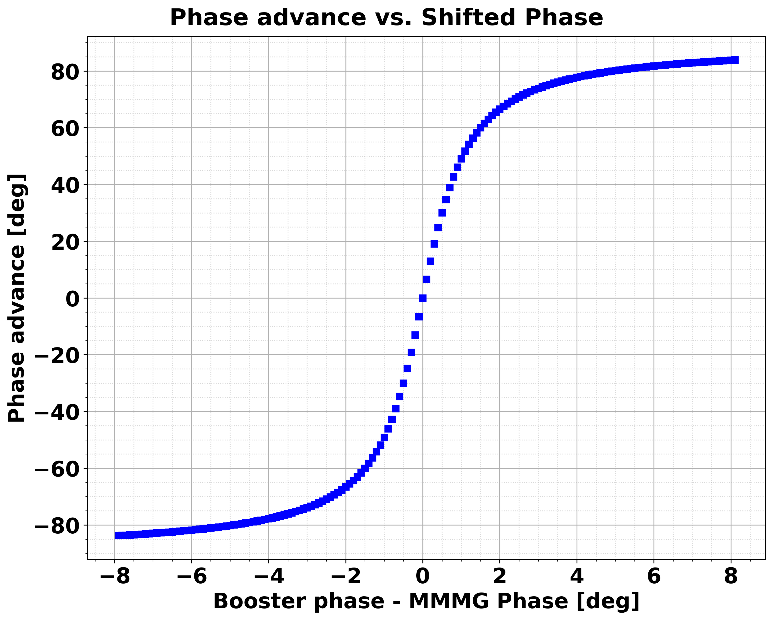 Phase advance vs. Shifted Phase
Phase advance [deg]
80
60
40
20
0
−20
−40
−60
−80
−8 −6 −4 −2 0 2 4 6 8
Booster phase - MMMG Phase [deg]